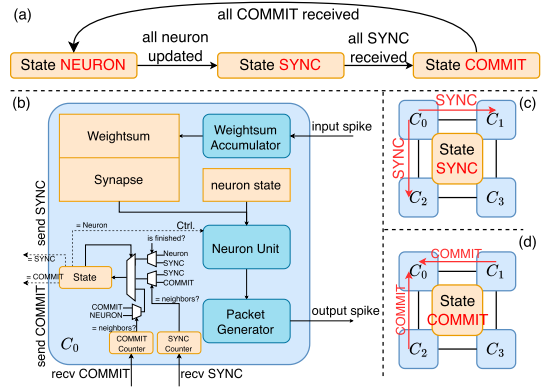 (a)
all COMMIT received
all neuron
updated
all SYNC
received
State NEURON
State SYNC
State COMMIT
(b)
Weightsum
Synapse
Weightsum
Accumulator
input spike
neuron state
send SYNC
= Neuron
Ctrl.
is finished?
Neuron
SYNC
= SYNC
= COMMIT
State
SYNC
COMMIT
Neuron Unit
COMMIT
NEURON
= neighbors?
= neighbors?
Packet
Generator
output spike
send COMMIT
C0
COMMIT
Counter
SYNC
Counter
recv COMMIT
recv SYNC
(c)
SYNC
C0
C1
SYNC
State
SYNC
C2
C3
(d)
COMMIT
C0
C1
COMMIT
State
COMMIT
C2
C3